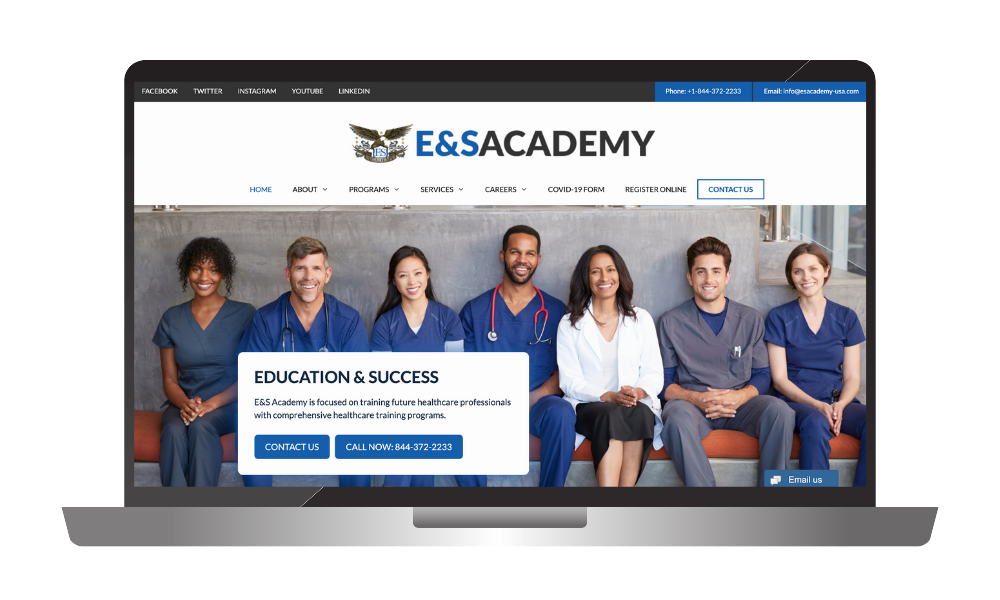 FACEBOOK TWITTER INSTAGRAM YOUTUBE LINKEDIN Phone: +1-844-372-2233 Email: info@esacademy-usa.com
E&S ACADEMY
HOME ABOUT PROGRAMS SERVICES CAREERS COVID-19 FORM REGISTER ONLINE CONTACT US
EDUCATION & SUCCESS
E&S Academy is focused on training future healthcare professionals
with comprehensive healthcare training programs.
CONTACT US CALL NOW: 844-372-2233
Email us